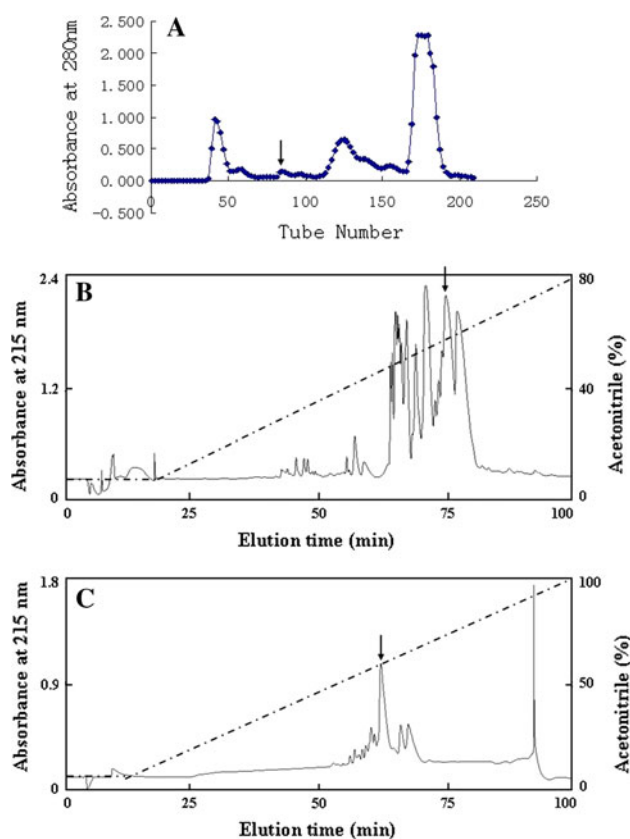 A
Absorbance at 280nm
2.500
2.000
1.500
1.000
0.500
0.000
-0.500
50 100 150 200 250
Tube Number
B
Absorbance at 215 nm
2.4
1.2
0
80
40
0
Acetonitrile (%)
0 25 50 75 100
Elution time (min)
C
Absorbance at 215 nm
1.8
0.9
0
100
50
0
Acetonitrile (%)
0 25 50 75 100
Elution time (min)